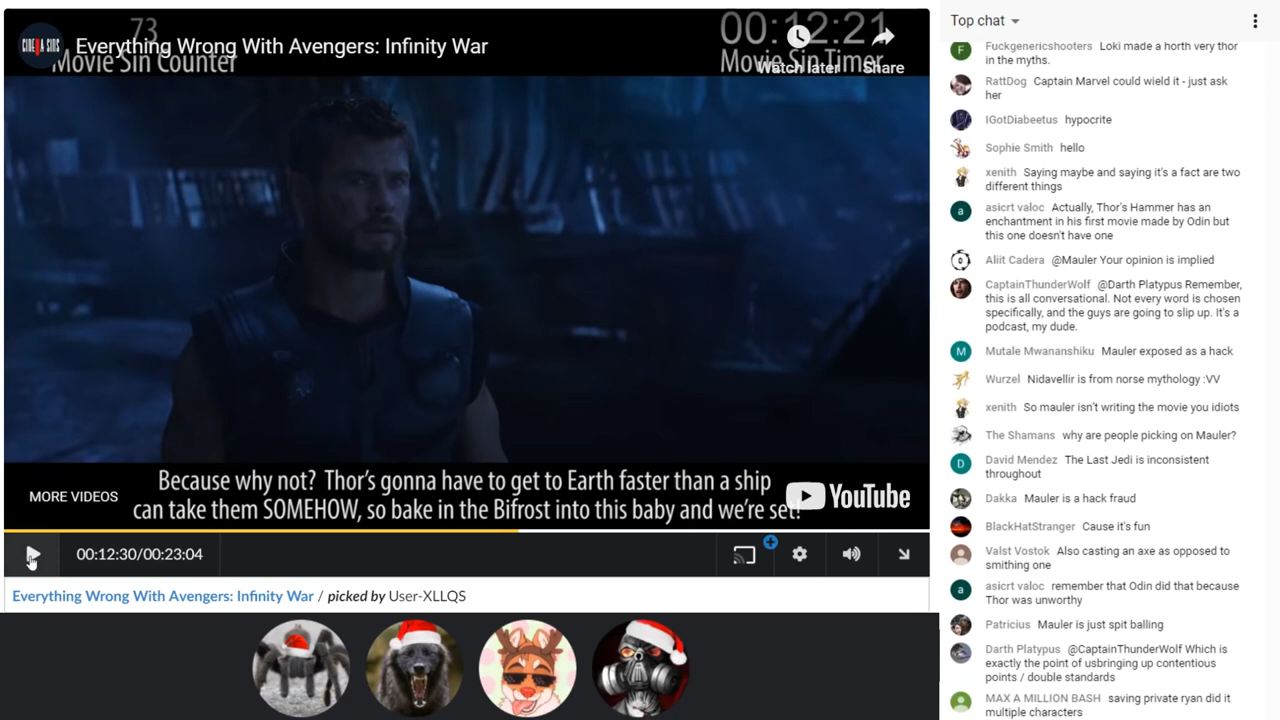 73
Movie Sin Counter
00:12:21
Movie Sin Timer
CINEMA SINS
Everything Wrong With Avengers: Infinity War
Watch later
Share
Because why not? Thor's gonna have to get to Earth faster than a ship
can take them SOMEHOW, so bake in the Bifrost into this baby and we're set!
MORE VIDEOS
YouTube
00:12:30/00:23:04
Everything Wrong With Avengers: Infinity War / picked by User-XLLQS
Top chat
F
Fuckgenericshooters Loki made a horth very thor
in the myths.
RattDog Captain Marvel could wield it - just ask
her
IGotDiabeetus hypocrite
Sophie Smith hello
xenith Saying maybe and saying it's a fact are two
different things
a
asicrt valoc Actually, Thor's Hammer has an
enchantment in his first movie made by Odin but
this one doesn't have one
Aliit Cadera @Mauler Your opinion is implied
CaptainThunderWolf @Darth Platypus Remember,
this is all conversational. Not every word is chosen
specifically, and the guys are going to slip up. It's a
podcast, my dude.
M
Mutale Mwananshiku Mauler exposed as a hack
Wurzel Nidavellir is from norse mythology :VV
xenith So mauler isn't writing the movie you idiots
The Shamans why are people picking on Mauler?
D
David Mendez The Last Jedi is inconsistent
throughout
Dakka Mauler is a hack fraud
BlackHatStranger Cause it's fun
Valst Vostok Also casting an axe as opposed to
smithing one
a
asicrt valoc remember that Odin did that because
Thor was unworthy
Patricius Mauler is just spit balling
Darth Platypus @CaptainThunderWolf Which is
exactly the point of usbringing up contentious
points / double standards
M
MAX A MILLION BASH saving private ryan did it
multiple characters